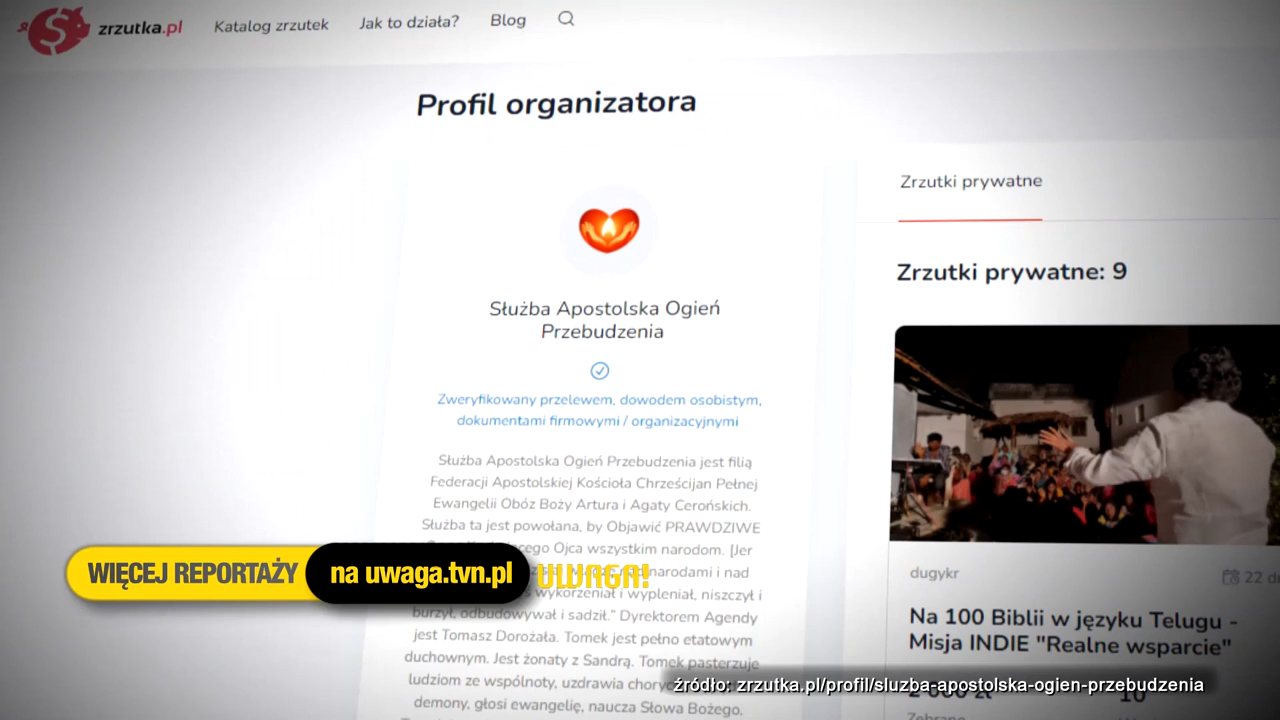 zrzutka.pl
Katalog zrzutek
Jak to działa?
Blog
Profil organizatora
Służba Apostolska Ogień
Przebudzenia
Zweryfikowany przelewem, dowodem osobistym,
dokumentami firmowymi / organizacyjnymi
Służba Apostolska Ogień Przebudzenia jest filią
Federacji Apostolskiej Kościoła Chrześcijan Pełnej
Ewangelii Obóz Boży Artura i Agaty Cerońskich.
Służba ta jest powołana, by Objawić PRAWDZIWE
Ojca wszystkim narodom. [Jer
narodami i nad
wykorzeniał i wypleniał, niszczył i
burzył, odbudowywał i sadził." Dyrektorem Agendy
jest Tomasz Dorożała. Tomek jest pełno etatowym
duchownym. Jest żonaty z Sandrą. Tomek pasterzuje
ludziom ze wspólnoty, uzdrawia
demony, głosi ewangelię, naucza Słowa Bożego.
Zrzutki prywatne
Zrzutki prywatne: 9
dugykr
22
Na 100 Biblii w języku Telugu -
Misja INDIE "Realne wsparcie"
WIĘCEJ REPORTAŻY
na uwaga.tvn.pl
UWAGA!
źródło: zrzutka.pl/profil/sluzba-apostolska-ogien-przebudzenia